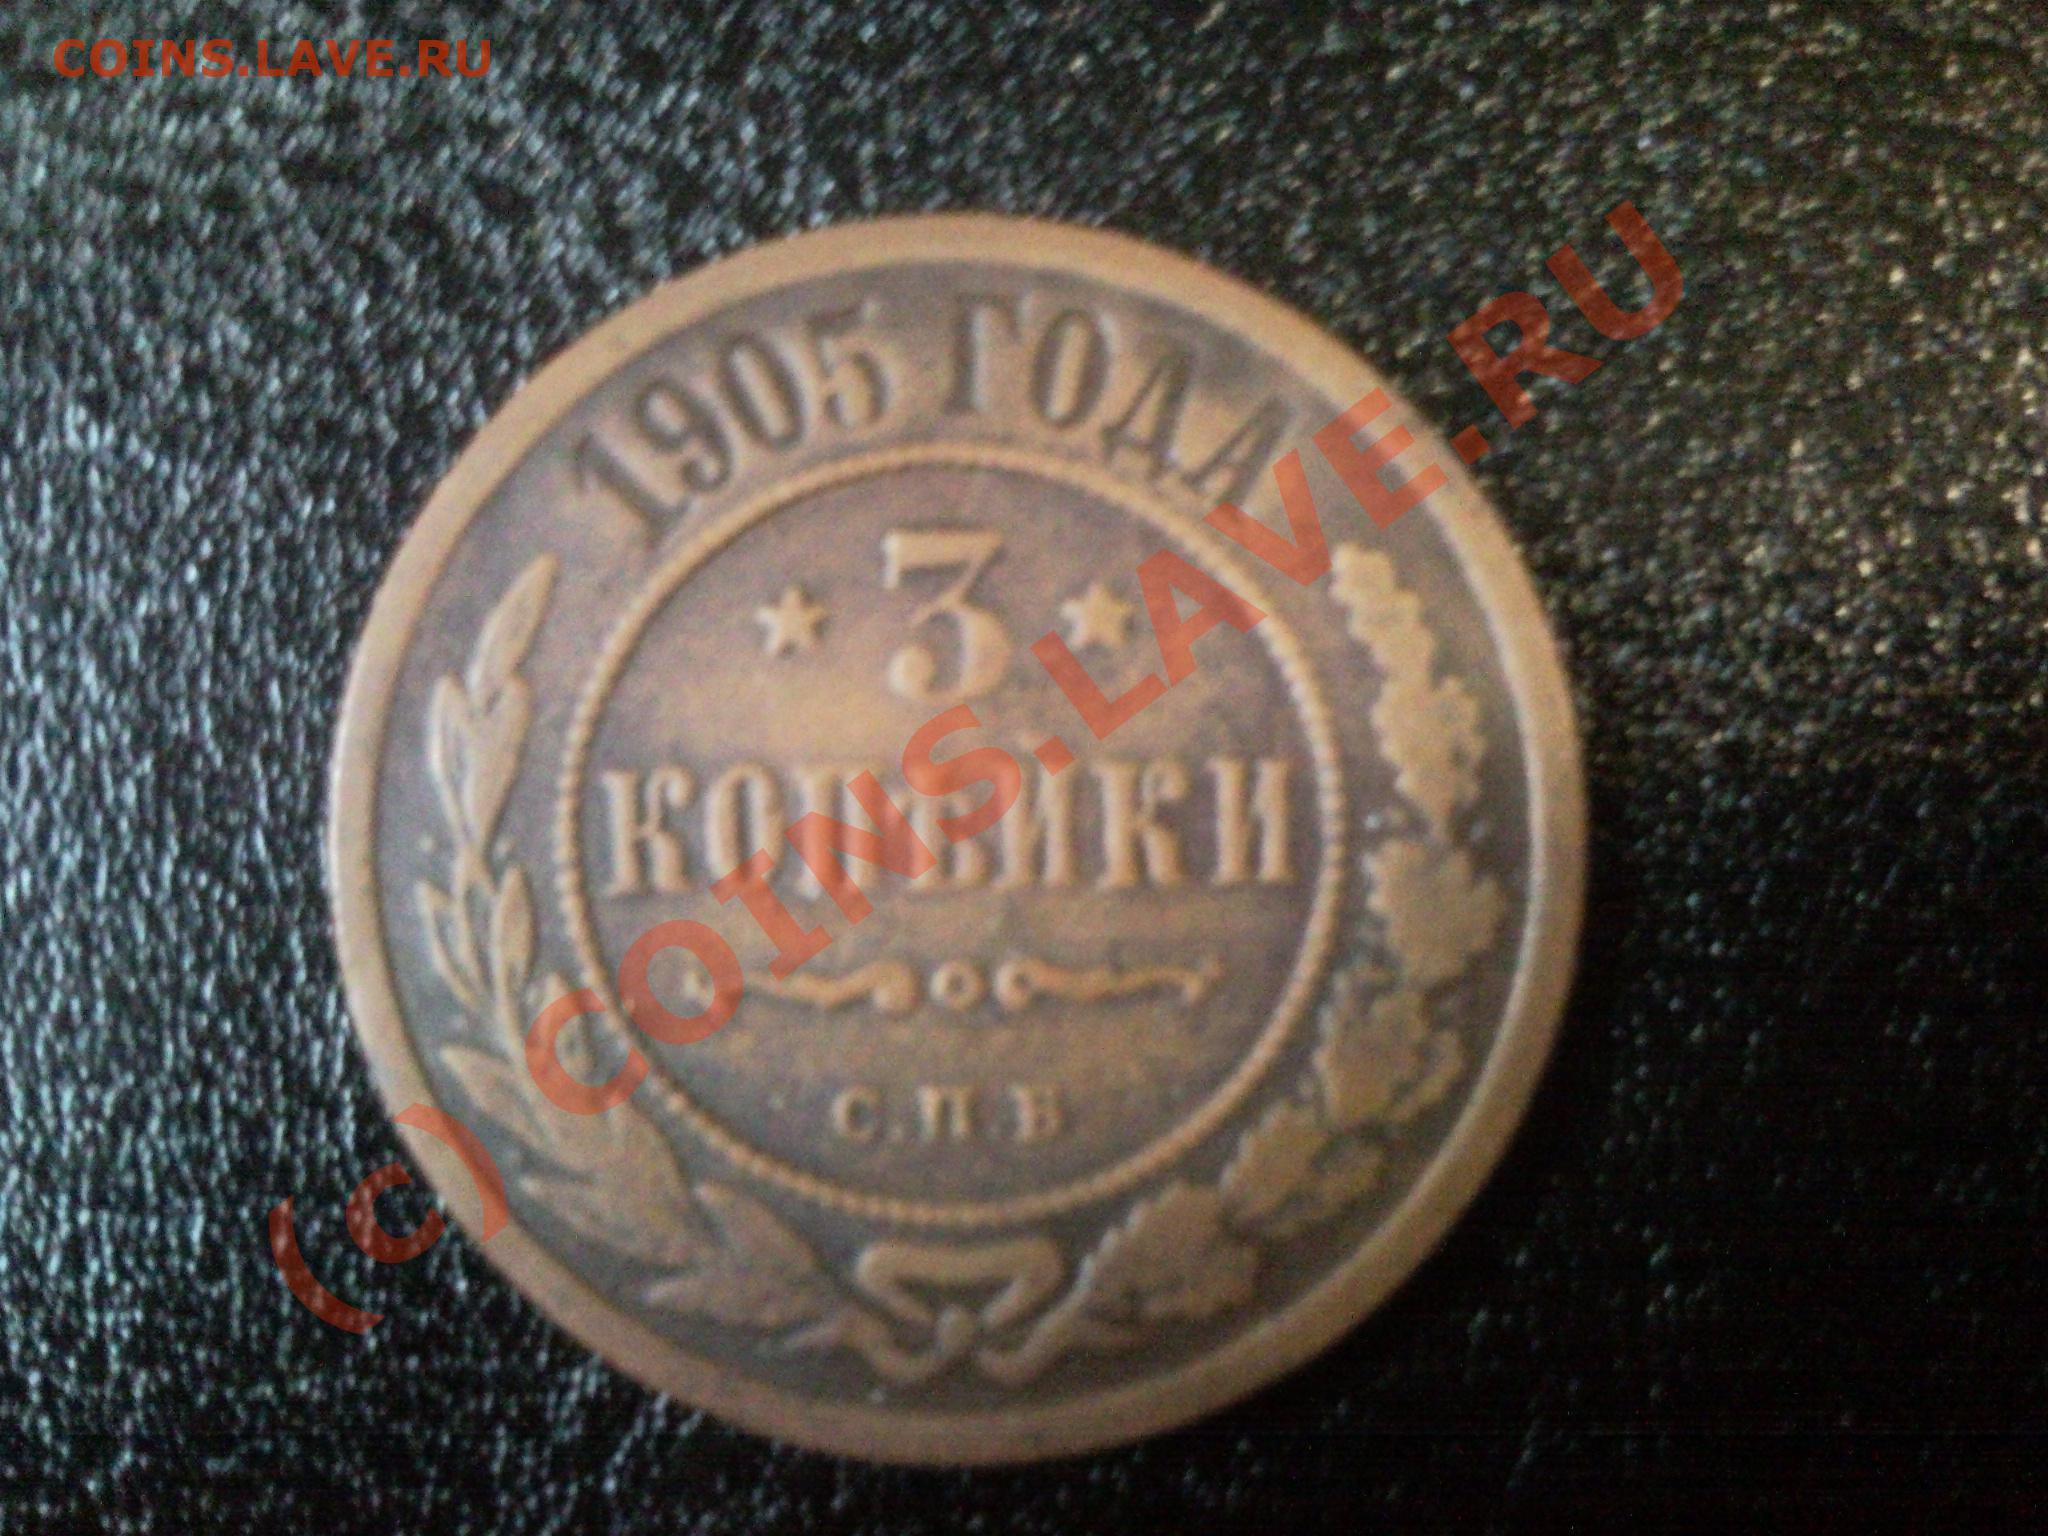 COINS.LAVE.RU
1905 ГОДА
3
КОПѢЙКИ
С.П.Б
(c) COINS.LAVE.RU